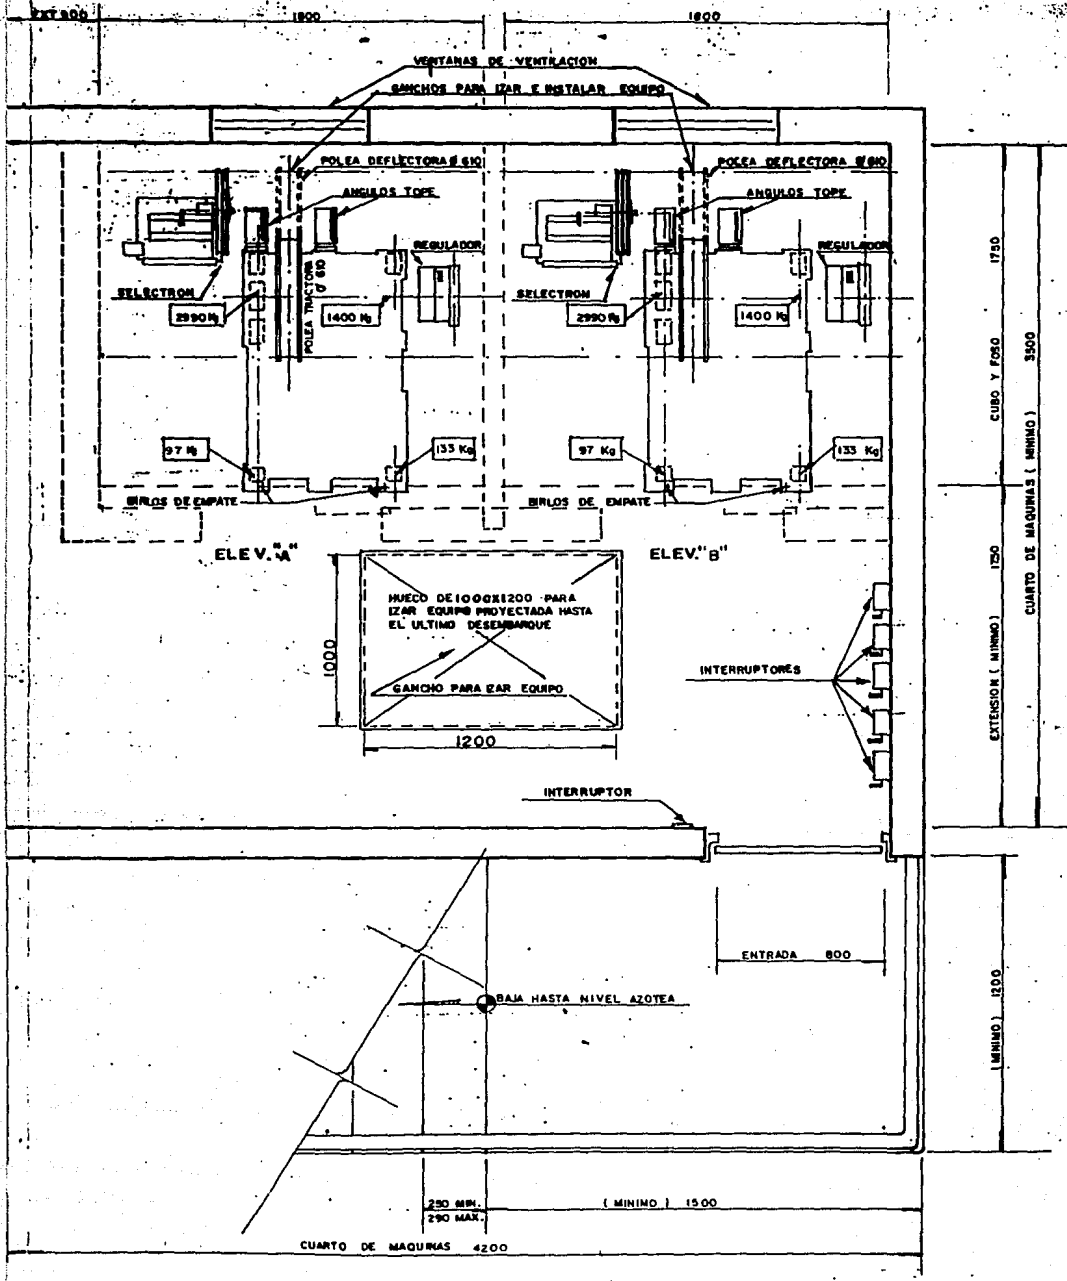 EXT 900
1800
1800
VENTANAS DE VENTILACION
GANCHOS PARA IZAR E INSTALAR EQUIPO
POLEA DEFLECTORA Ø 610
POLEA DEFLECTORA Ø 610
ANGULOS TOPE
ANGULOS TOPE
REGULADOR
REGULADOR
POLEA TRACTORA
Ø 610
SELECTRON
SELECTRON
2990 Kg
1400 Kg
2990 Kg
1400 Kg
1750
CUBO Y FOSO
CUARTO DE MAQUINAS ( MINIMO ) 3500
97 Kg
133 Kg
97 Kg
133 Kg
BIRLOS DE EMPATE
BIRLOS DE EMPATE
ELEV."A"
ELEV."B"
HUECO DE 1000X1200 PARA
IZAR EQUIPO PROYECTADA HASTA
EL ULTIMO DESEMBARQUE
GANCHO PARA IZAR EQUIPO
1000
1200
INTERRUPTORES
EXTENSION ( MINIMO ) 1750
INTERRUPTOR
ENTRADA 800
BAJA HASTA NIVEL AZOTEA
( MINIMO ) 1200
250 MIN.
290 MAX.
( MINIMO ) 1500
CUARTO DE MAQUINAS 4200